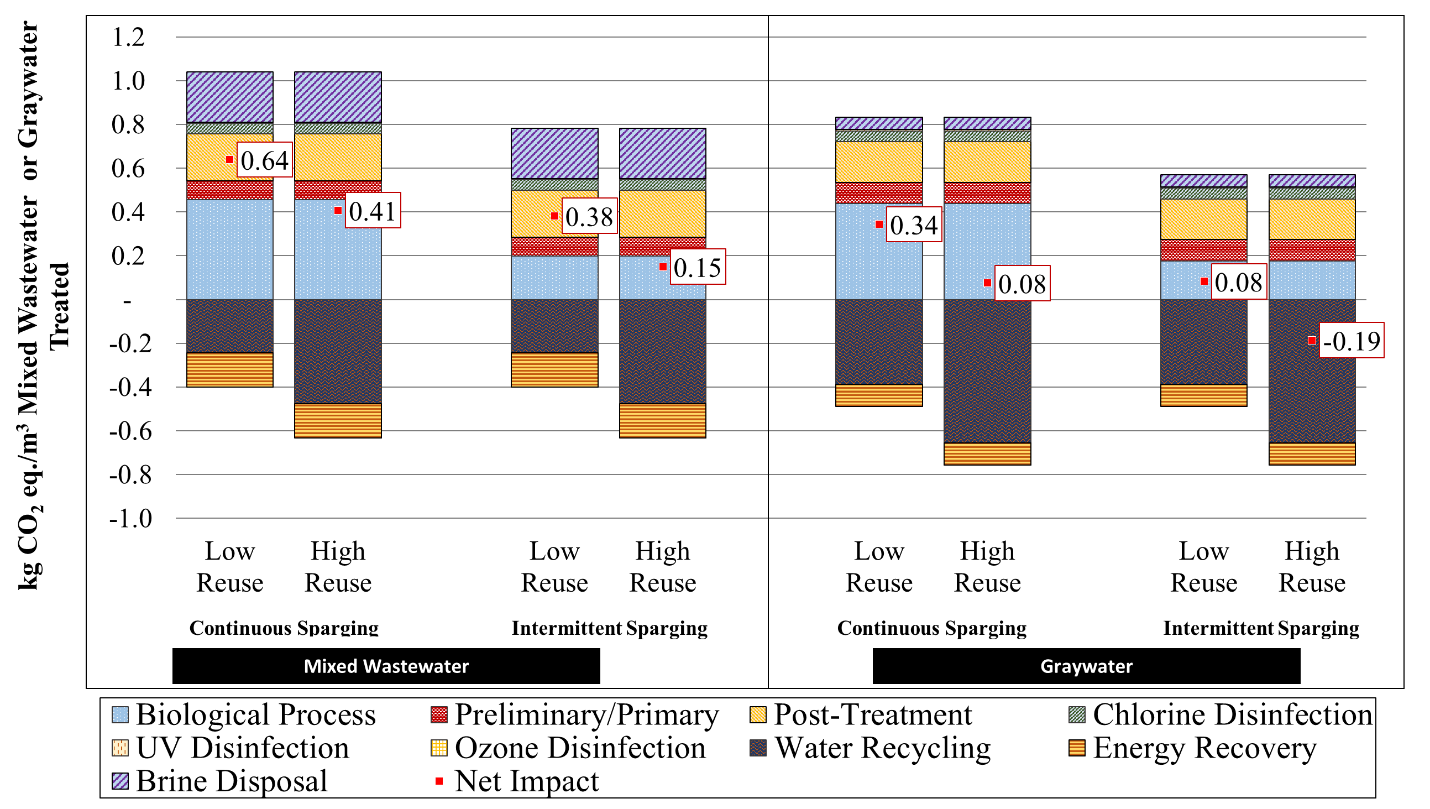 kg CO2 eq./m3 Mixed Wastewater or Graywater
Treated
1.2
1.0
0.8
0.6
0.4
0.2
-
-0.2
-0.4
-0.6
-0.8
-1.0
0.64
0.41
0.38
0.15
0.34
0.08
0.08
-0.19
Low High Low High Low High Low High
Reuse Reuse Reuse Reuse Reuse Reuse Reuse Reuse
Continuous Sparging Intermittent Sparging Continuous Sparging Intermittent Sparging
Mixed Wastewater Graywater
Biological Process Preliminary/Primary Post-Treatment Chlorine Disinfection
UV Disinfection Ozone Disinfection Water Recycling Energy Recovery
Brine Disposal Net Impact